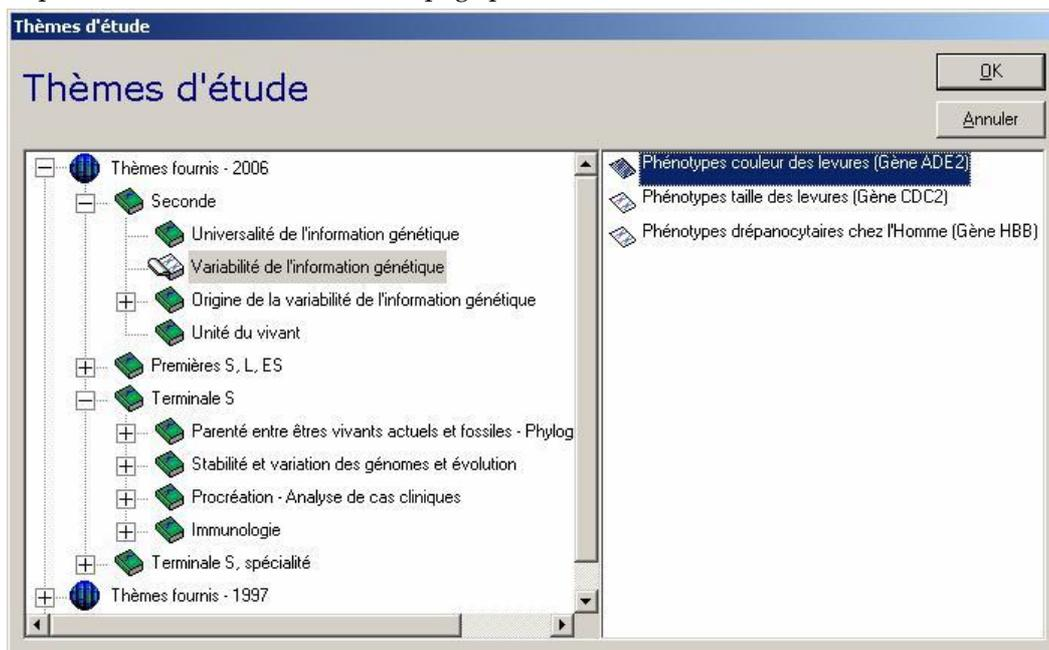 Thèmes d'étude
Thèmes d'étude
OK
Annuler
Thèmes fournis - 2006
Seconde
Universalité de l'information génétique
Variabilité de l'information génétique
Origine de la variabilité de l'information génétique
Unité du vivant
Premières S, L, ES
Terminale S
Parenté entre êtres vivants actuels et fossiles - Phylog
Stabilité et variation des génomes et évolution
Procréation - Analyse de cas cliniques
Immunologie
Terminale S, spécialité
Thèmes fournis - 1997
Phénotypes couleur des levures (Gène ADE2)
Phénotypes taille des levures (Gène CDC2)
Phénotypes drépanocytaires chez l'Homme (Gène HBB)